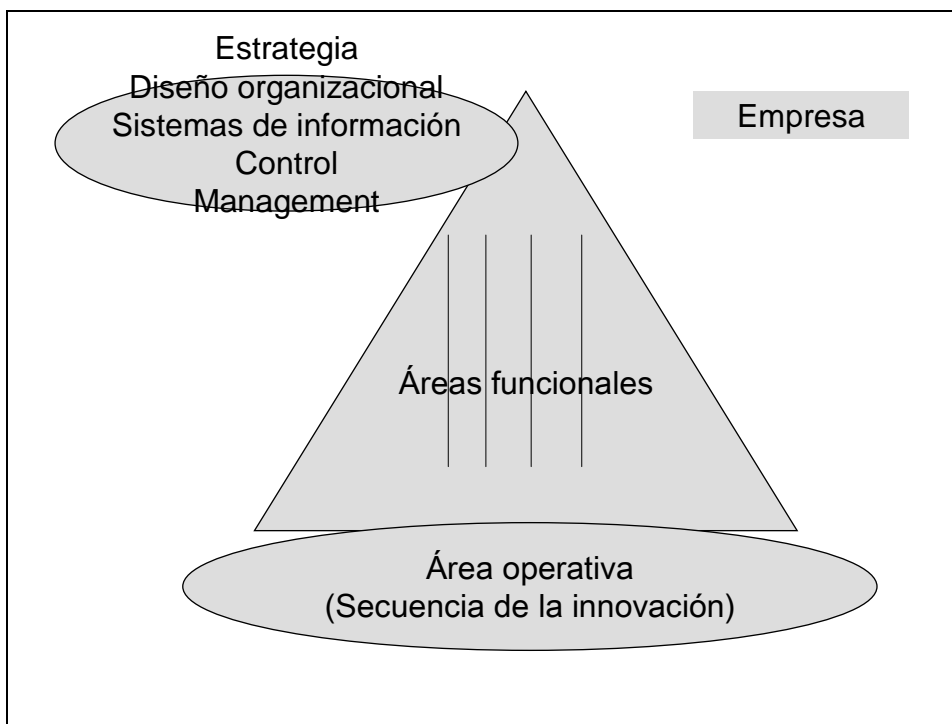 Estrategia
Diseño organizacional
Sistemas de información
Control
Management
Empresa
Áreas funcionales
Área operativa
(Secuencia de la innovación)